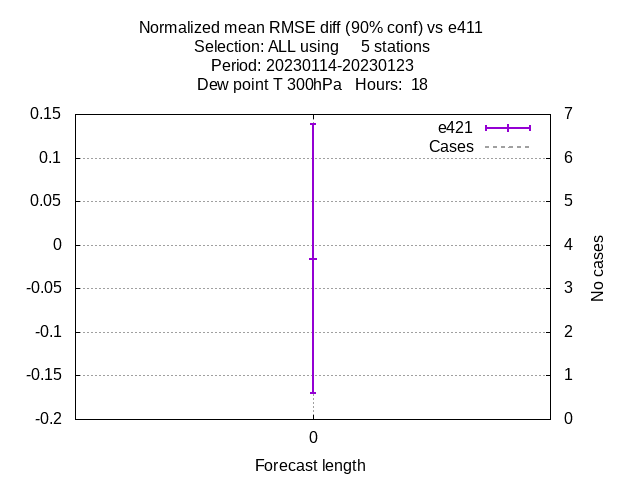 Normalized mean RMSE diff (90% conf) vs e411
Selection: ALL using     5 stations
Period: 20230114-20230123
Dew point T 300hPa   Hours:  18
0.15
0.1
0.05
0
-0.05
-0.1
-0.15
-0.2
7
6
5
4
3
2
1
0
e421
Cases
No cases
0
Forecast length